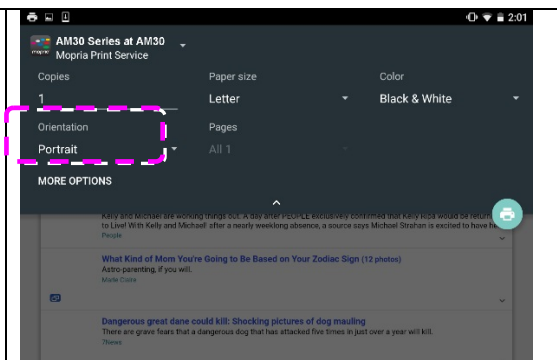 2:01
AM30 Series at AM30
mopria
Mopria Print Service
Copies Paper size Color
1 Letter Black & White
Orientation Pages
Portrait All 1
MORE OPTIONS
Kelly and Michael are working things out. A day after PEOPLE exclusively confirmed that Kelly Ripa would be return
to Live! With Kelly and Michael! after a nearly weeklong absence, a source says Michael Strahan is excited to have he
People
What Kind of Mom You're Going to Be Based on Your Zodiac Sign (12 photos)
Astro-parenting, if you will.
Marie Claire
Dangerous great dane could kill: Shocking pictures of dog mauling
There are grave fears that a dangerous dog that has attacked five times in just over a year will kill.
7News